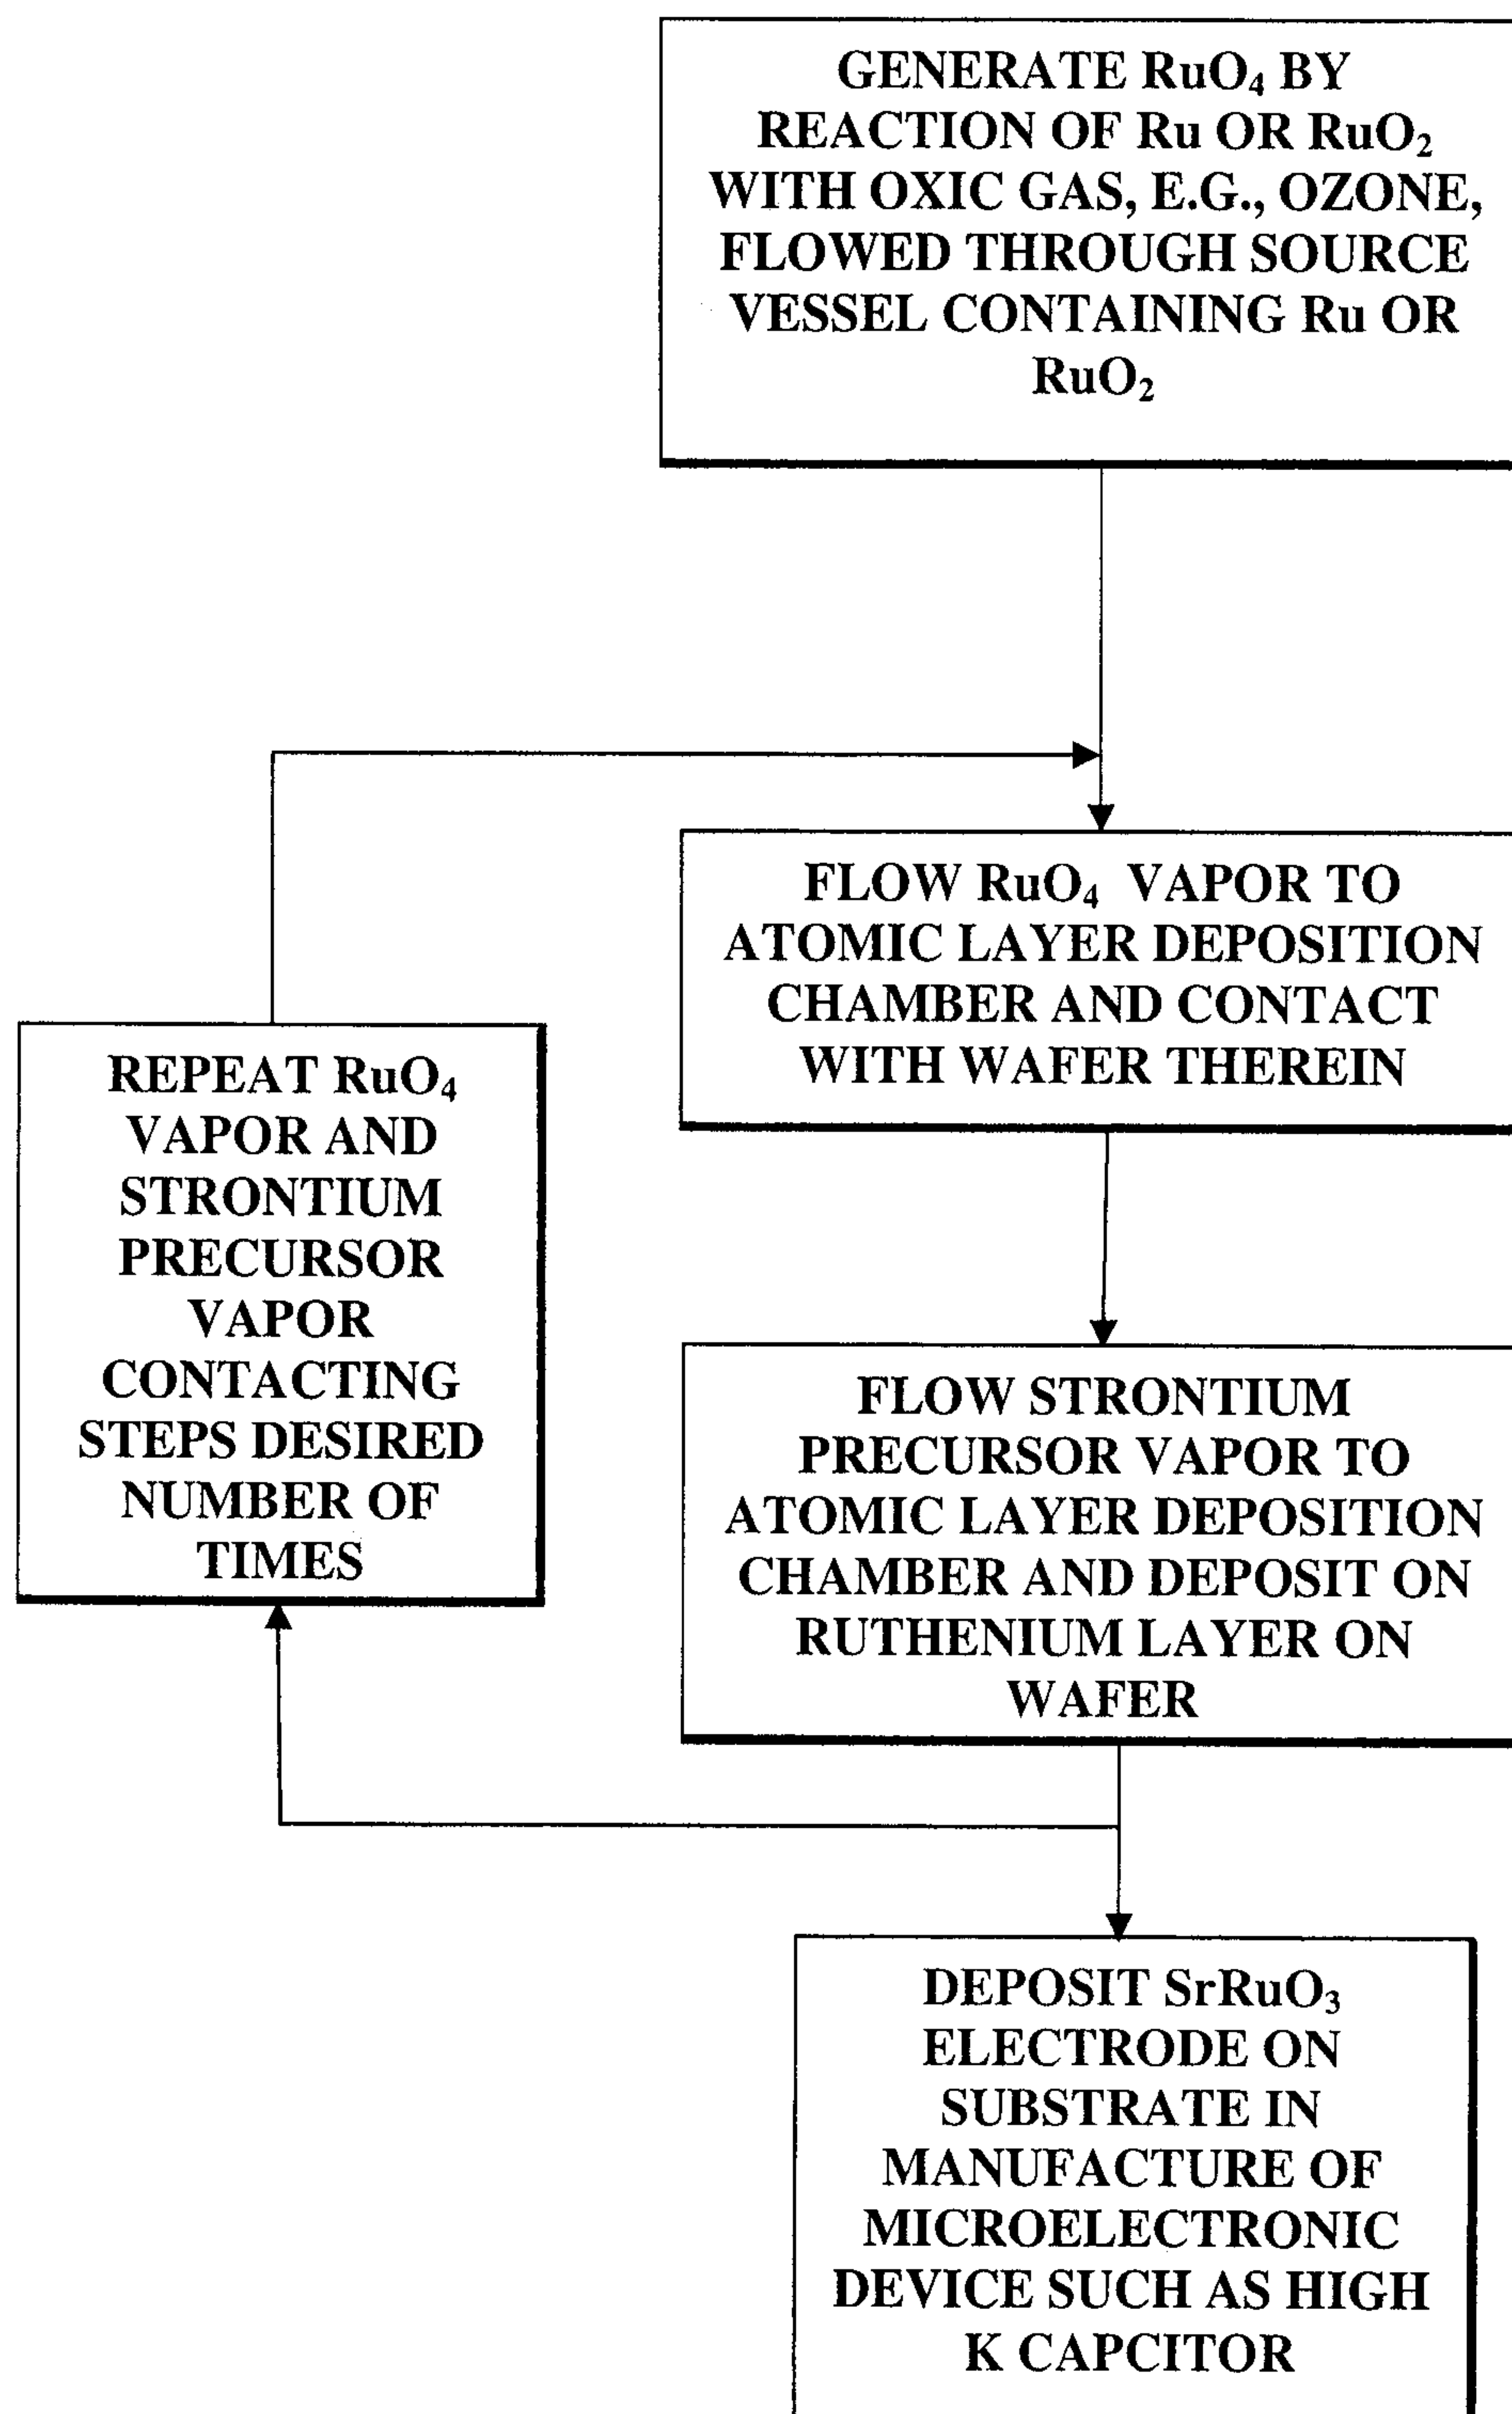 GENERATE RuO₄ BY
REACTION OF Ru OR RuO₂
WITH OXIC GAS, E.G., OZONE,
FLOWED THROUGH SOURCE
VESSEL CONTAINING Ru OR
RuO₂
FLOW RuO₄ VAPOR TO
ATOMIC LAYER DEPOSITION
CHAMBER AND CONTACT
WITH WAFER THEREIN
REPEAT RuO₄
VAPOR AND
STRONTIUM
PRECURSOR
VAPOR
CONTACTING
STEPS DESIRED
NUMBER OF
TIMES
FLOW STRONTIUM
PRECURSOR VAPOR TO
ATOMIC LAYER DEPOSITION
CHAMBER AND DEPOSIT ON
RUTHENIUM LAYER ON
WAFER
DEPOSIT SrRuO₃
ELECTRODE ON
SUBSTRATE IN
MANUFACTURE OF
MICROELECTRONIC
DEVICE SUCH AS HIGH
K CAPCITOR